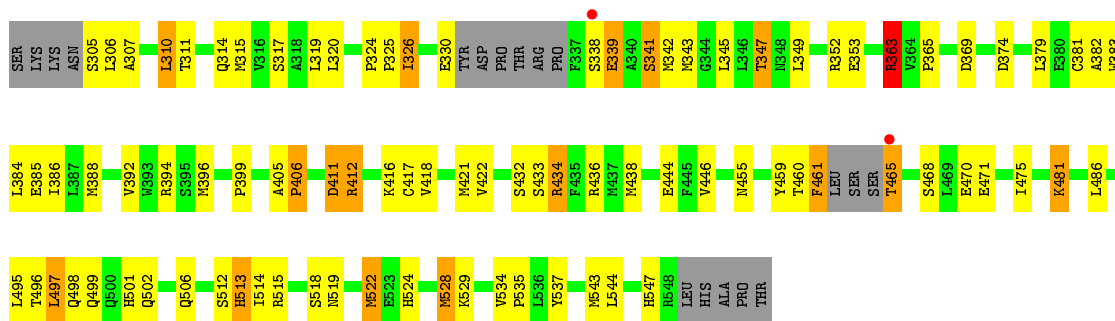 SER LYS LYS ASN S305 L306 A307 L310 T311 Q314 M315 V316 S317 A318 L319 L320 P324 P325 I326 E330 TYR ASP PRO THR ARG PRO F337 S338 E339 A340 S341 M342 M343 G344 L345 L346 T347 N348 L349 R352 E353 R363 V364 P365 D369 D374 L379 E380 C381 A382 W383
L384 E385 I386 L387 M388 V392 W393 R394 S395 M396 P399 A405 P406 D411 R412 K416 C417 V418 M421 V422 S432 S433 R434 F435 R436 M437 M438 E444 F445 V446 N455 Y459 T460 F461 LEU SER SER T465 S468 L469 E470 E471 I475 K481 L486
L495 T496 L497 Q498 Q499 Q500 H501 Q502 Q506 S512 H513 I514 R515 S518 N519 M522 E523 H524 M528 K529 V534 P535 L536 Y537 M543 L544 H547 R548 LEU HIS ALA PRO THR